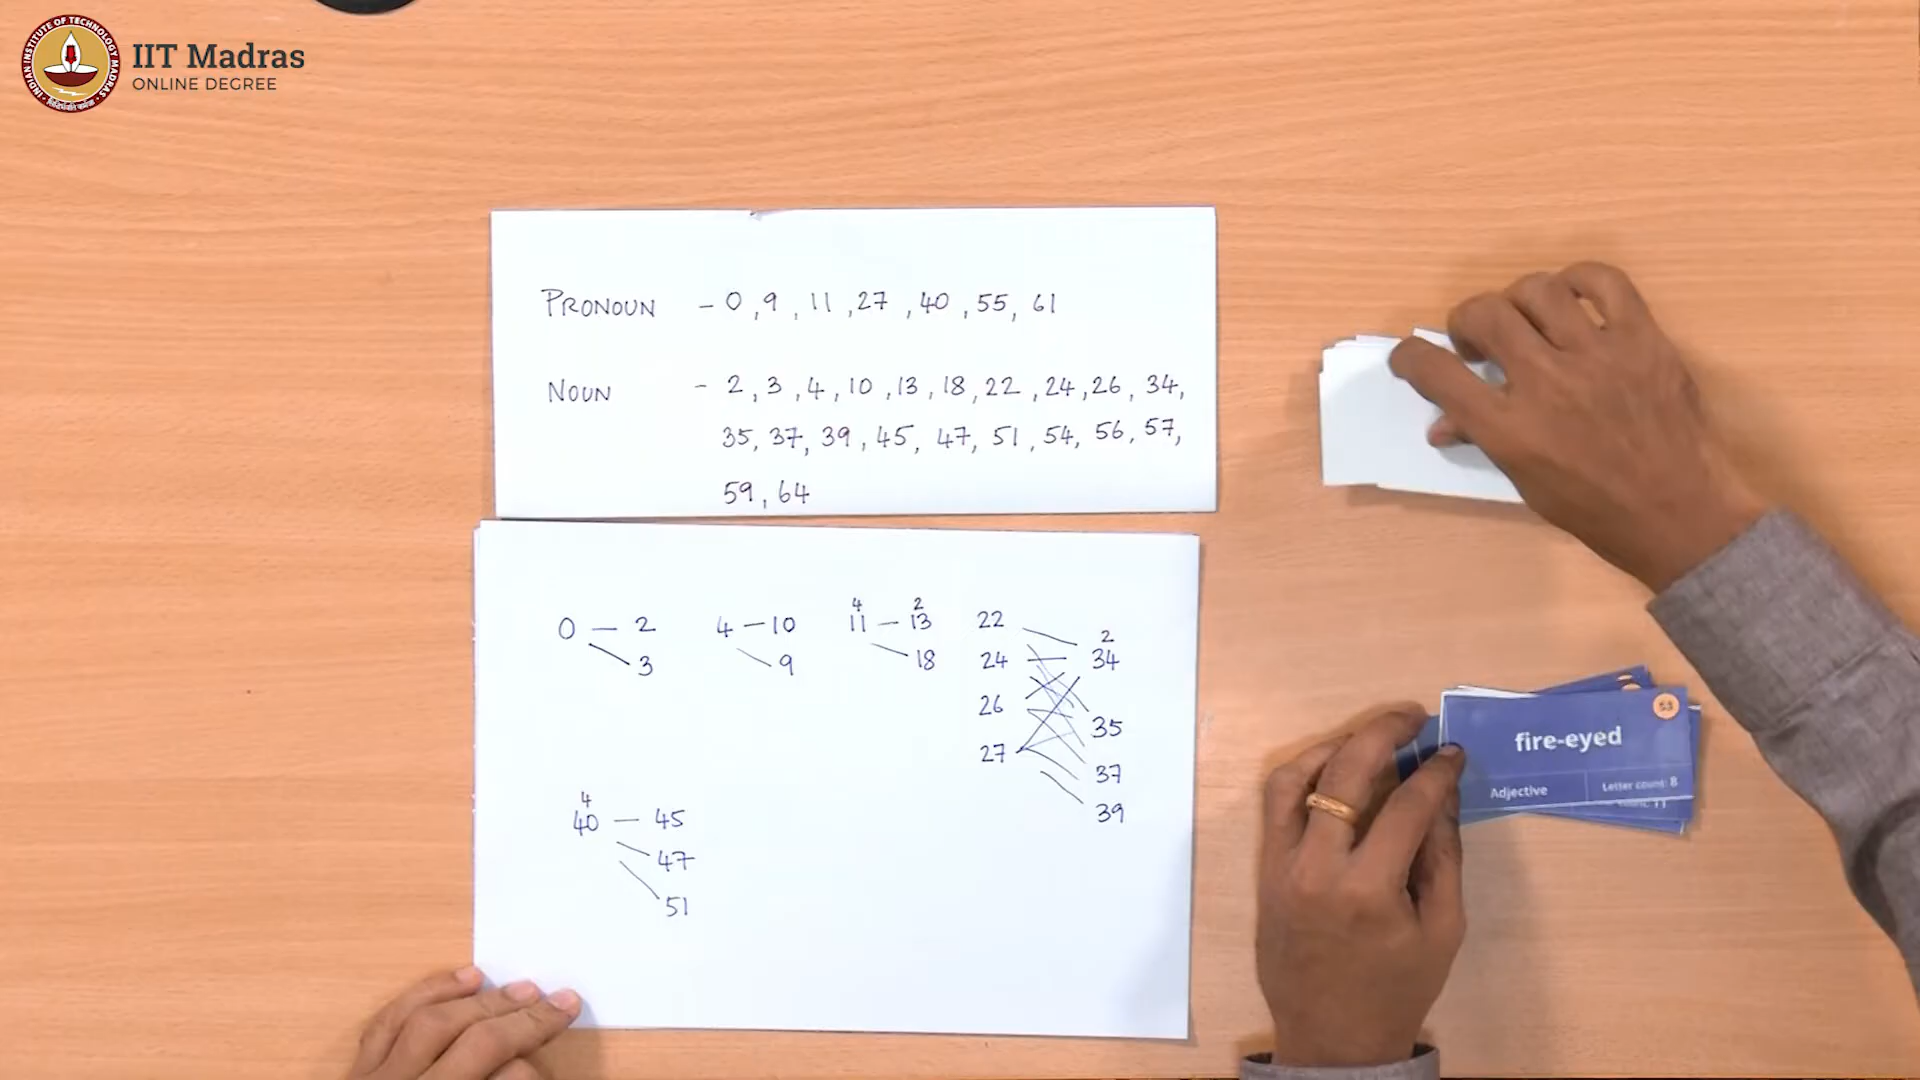 IIT Madras
ONLINE DEGREE
PRONOUN - 0, 9, 11, 27, 40, 55, 61
NOUN - 2, 3, 4, 10, 13, 18, 22, 24, 26, 34,
35, 37, 39, 45, 47, 51, 54, 56, 57,
59, 64
0 — 2
3
4 — 10
9
4 2
11 — 13
18
22
24
26
27
2
34
35
37
39
4
40 — 45
47
51
53
fire-eyed
Adjective
Letter count: 8